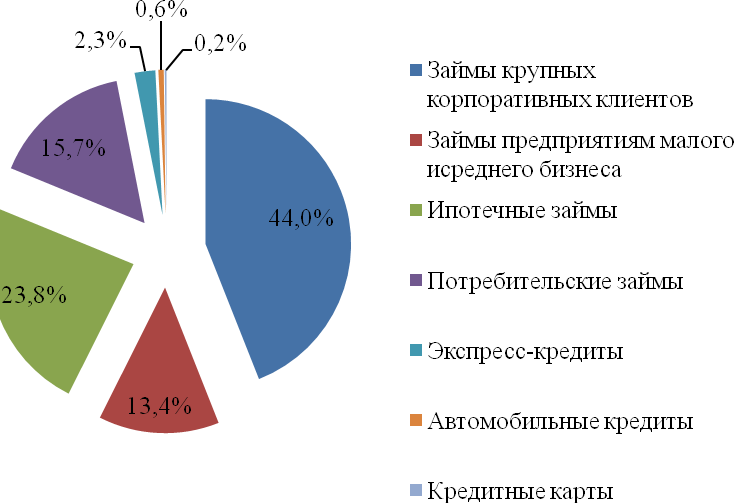 0,6%
2,3%
0,2%
15,7%
44,0%
23,8%
13,4%
Займы крупных
корпоративных клиентов
Займы предприятиям малого
исреднего бизнеса
Ипотечные займы
Потребительские займы
Экспресс-кредиты
Автомобильные кредиты
Кредитные карты